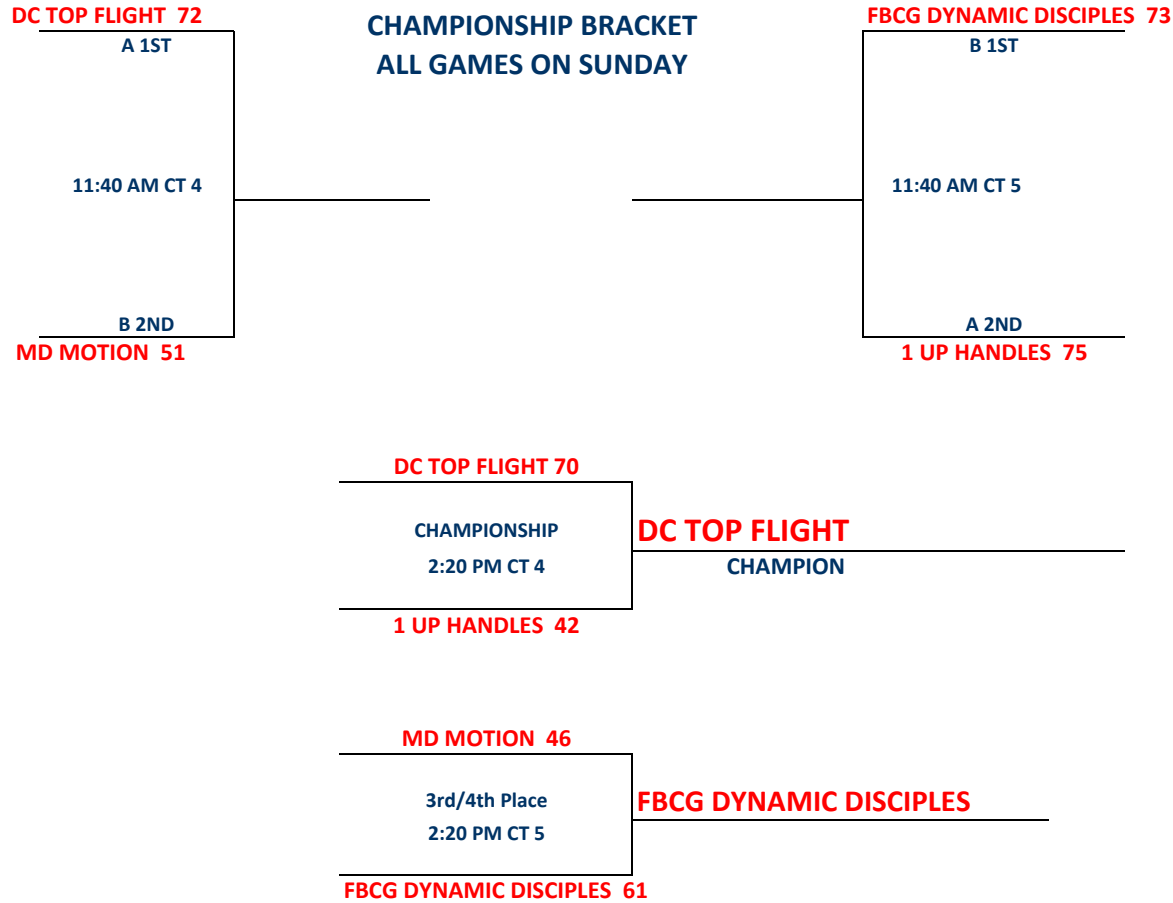 DC TOP FLIGHT  72
CHAMPIONSHIP BRACKET
FBCG DYNAMIC DISCIPLES  73
A 1ST
B 1ST
ALL GAMES ON SUNDAY
11:40 AM CT 4
11:40 AM CT 5
B 2ND
A 2ND
MD MOTION  51
1 UP HANDLES  75
DC TOP FLIGHT 70
CHAMPIONSHIP
DC TOP FLIGHT
2:20 PM CT 4
CHAMPION
1 UP HANDLES  42
MD MOTION  46
3rd/4th Place
FBCG DYNAMIC DISCIPLES
2:20 PM CT 5
FBCG DYNAMIC DISCIPLES  61